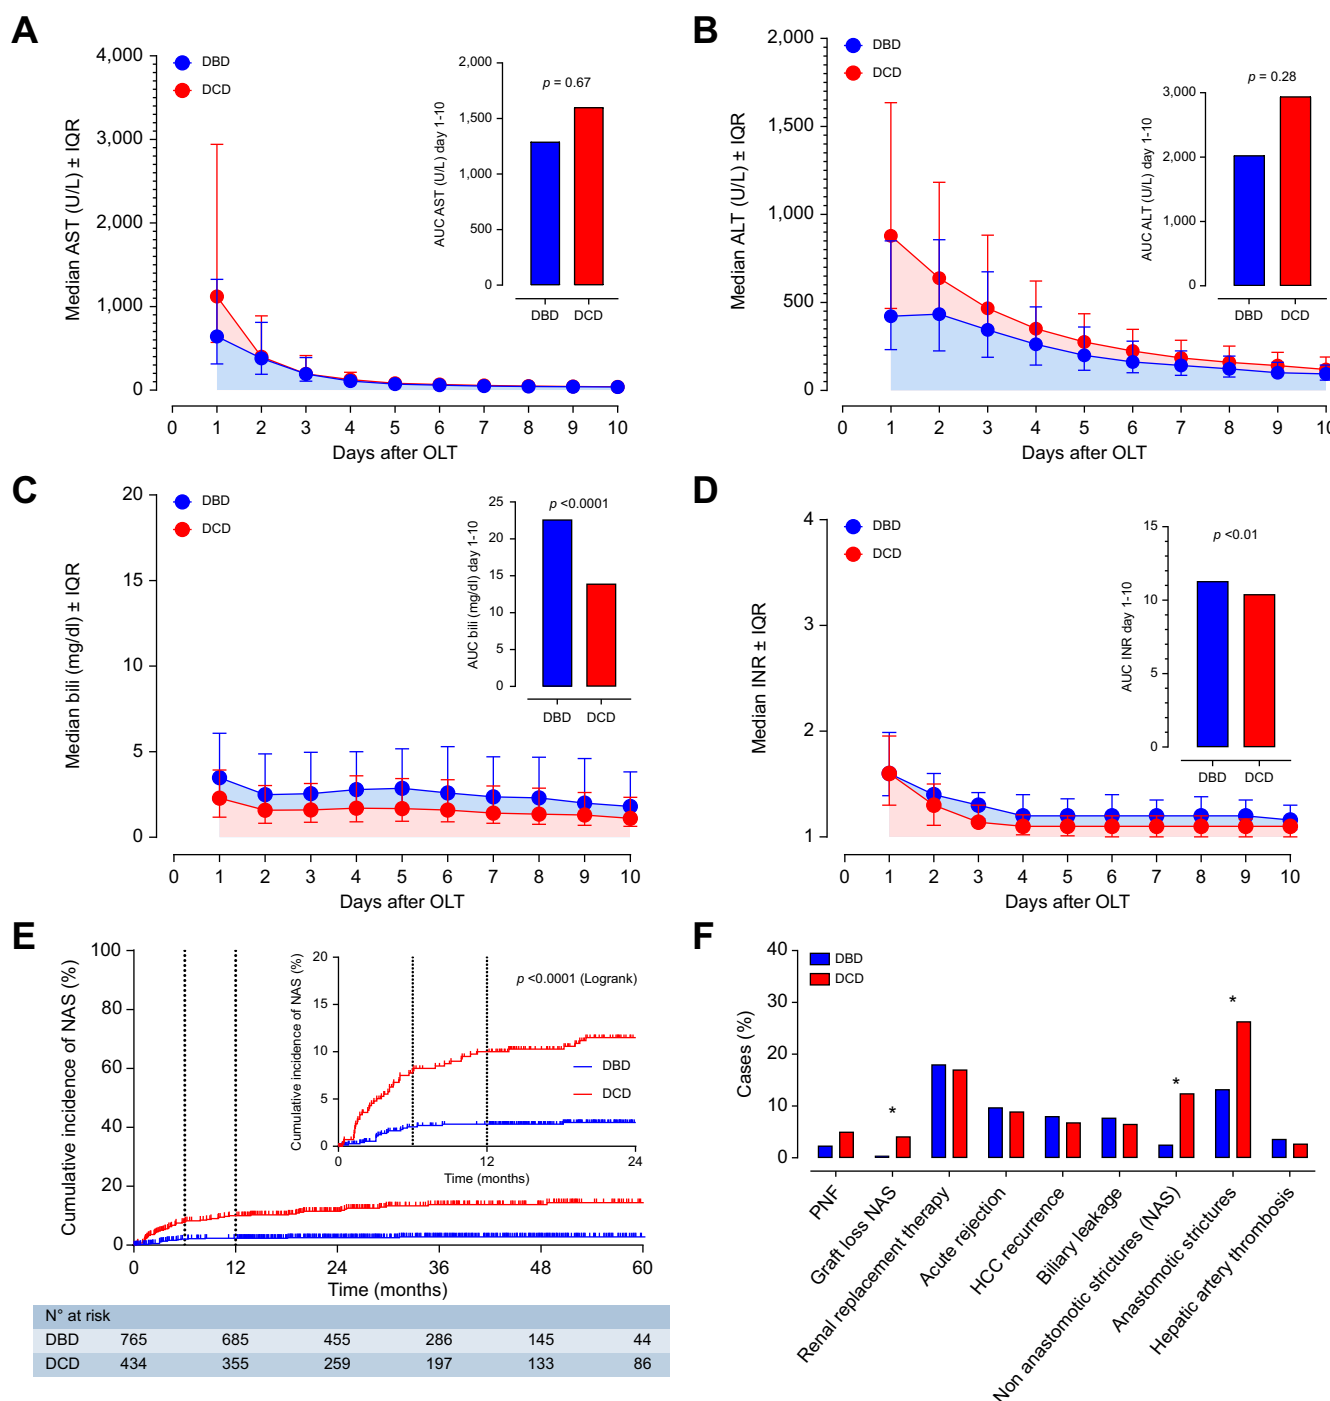 A
Median AST (U/L) ± IQR
4,000
3,000
2,000
1,000
0
DBD
DCD
0 1 2 3 4 5 6 7 8 9 10
Days after OLT
AUC AST (U/L) day 1-10
2,000
1,500
1,000
500
0
p = 0.67
DBD DCD
B
Median ALT (U/L) ± IQR
2,000
1,500
1,000
500
0
DBD
DCD
0 1 2 3 4 5 6 7 8 9 10
Days after OLT
AUC ALT (U/L) day 1-10
3,000
2,000
1,000
0
p = 0.28
DBD DCD
C
Median bili (mg/dl) ± IQR
20
15
10
5
0
DBD
DCD
0 1 2 3 4 5 6 7 8 9 10
Days after OLT
AUC bili (mg/dl) day 1-10
25
20
15
10
5
0
p <0.0001
DBD DCD
D
Median INR ± IQR
4
3
2
1
DBD
DCD
0 1 2 3 4 5 6 7 8 9 10
Days after OLT
AUC INR day 1-10
15
10
5
0
p <0.01
DBD DCD
E
Cumulative incidence of NAS (%)
100
80
60
40
20
0
0 12 24 36 48 60
Time (months)
Cumulative incidence of NAS (%)
20
15
10
5
0
p <0.0001 (Logrank)
DBD
DCD
0 12 24
Time (months)
N° at risk
DBD 765 685 455 286 145 44
DCD 434 355 259 197 133 86
F
Cases (%)
40
30
20
10
0
DBD
DCD
* * *
PNF
Graft loss NAS
Renal replacement therapy
Acute rejection
HCC recurrence
Biliary leakage
Non anastomotic strictures (NAS)
Anastomotic strictures
Hepatic artery thrombosis